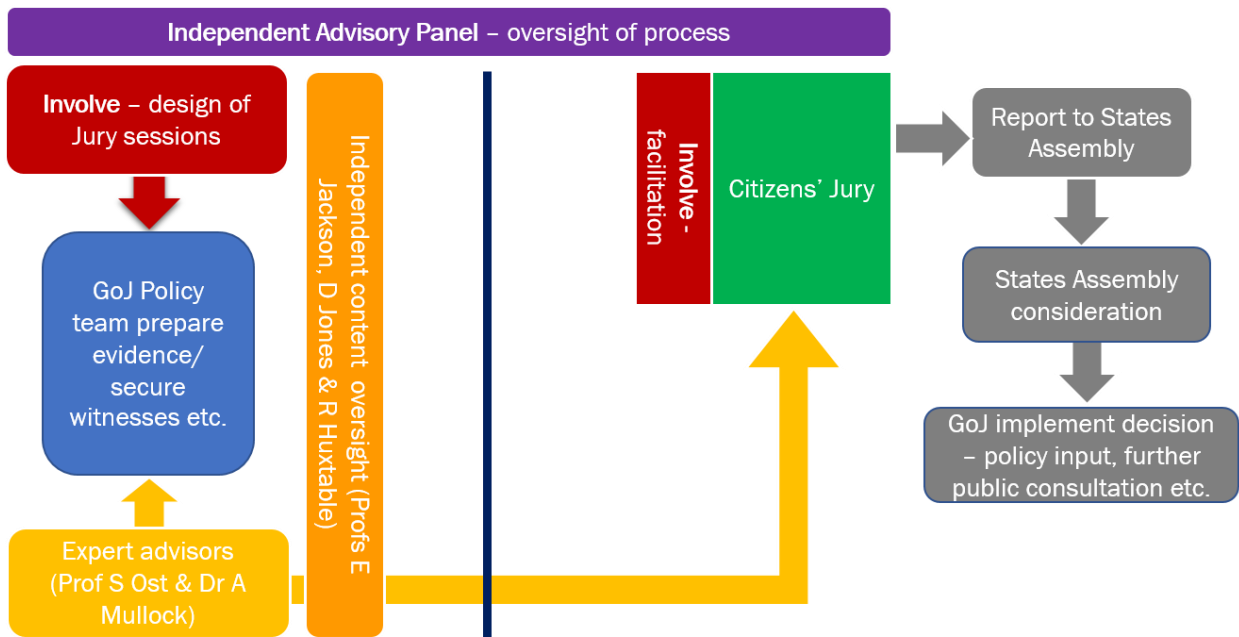 Independent Advisory Panel – oversight of process
Involve – design of
Jury sessions
GoJ Policy
team prepare
evidence/
secure
witnesses etc.
Expert advisors
(Prof S Ost & Dr A
Mullock)
Independent content  oversight (Profs E
Jackson, D Jones & R Huxtable)
Involve -
facilitation
Citizens’ Jury
Report to States
Assembly
States Assembly
consideration
GoJ implement decision
– policy input, further
public consultation etc.